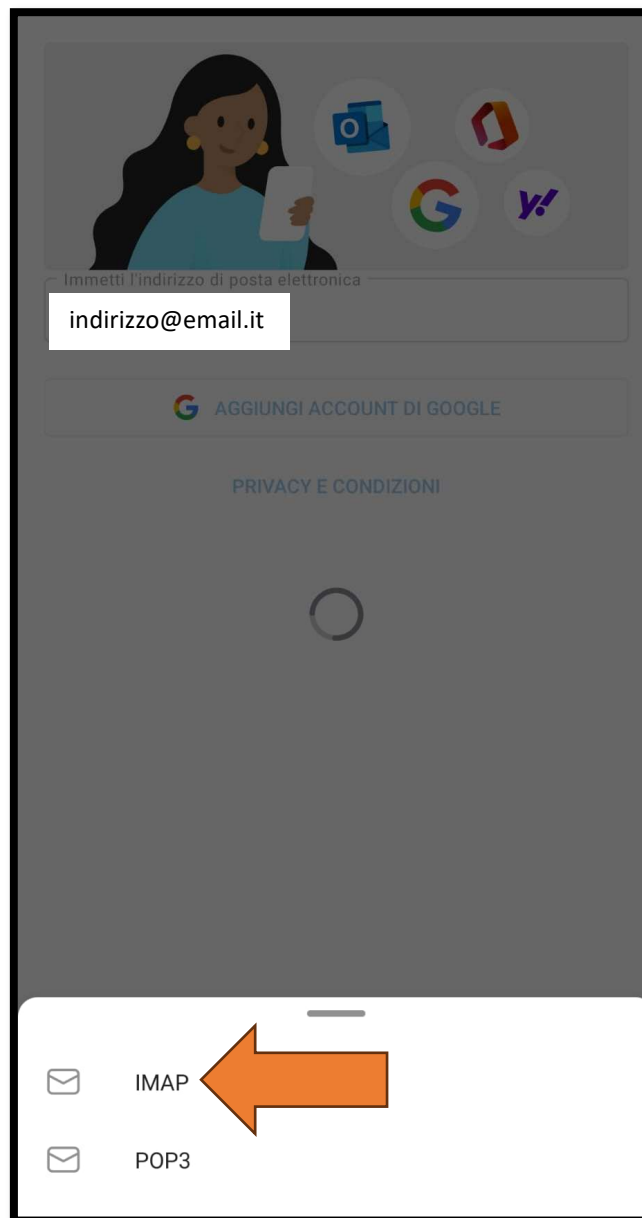 Immetti l'indirizzo di posta elettronica
indirizzo@email.it
AGGIUNGI ACCOUNT DI GOOGLE
PRIVACY E CONDIZIONI
IMAP
POP3